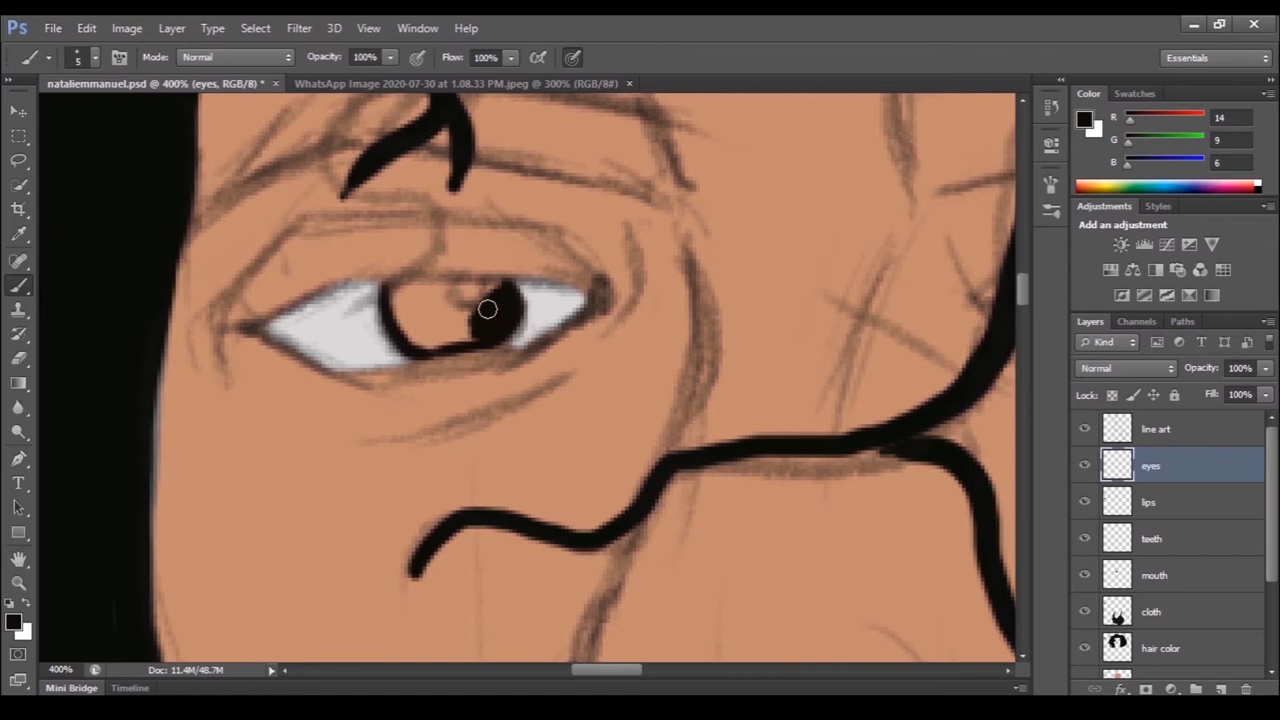 Ps File Edit Image Layer Type Select Filter 3D View Window Help
5 Mode: Normal Opacity: 100% Flow: 100% Essentials
nataliemmanuel.psd @ 400% (eyes, RGB/8) * × WhatsApp Image 2020-07-30 at 1.08.33 PM.jpeg @ 300% (RGB/8#) ×
Color Swatches
R 14
G 9
B 6
Adjustments Styles
Add an adjustment
Layers Channels Paths
Kind
Normal Opacity: 100%
Lock: Fill: 100%
line art
eyes
lips
teeth
mouth
cloth
hair color
T
400% Doc: 11.4M/48.7M
Mini Bridge Timeline